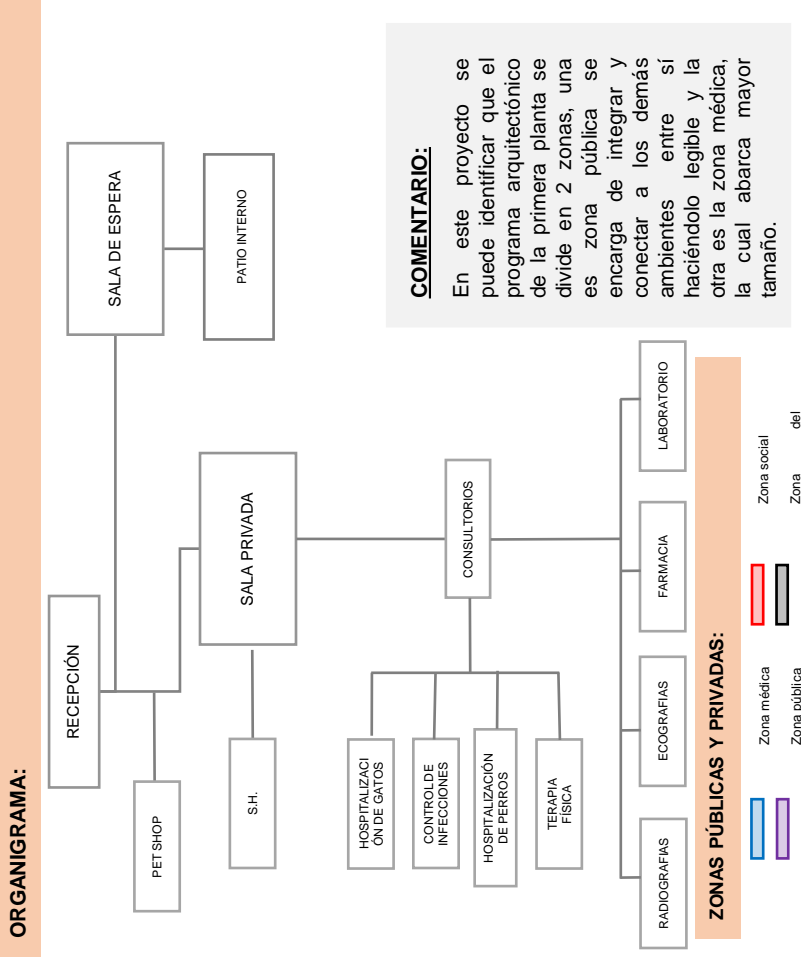 ORGANIGRAMA:
RECEPCIÓN
SALA DE ESPERA
PET SHOP
PATIO INTERNO
SALA PRIVADA
S.H.
HOSPITALIZACI
ÓN DE GATOS
CONTROL DE
INFECCIONES
HOSPITALIZACIÓN
DE PERROS
TERAPIA
FÍSICA
CONSULTORIOS
RADIOGRAFIAS
ECOGRAFIAS
FARMACIA
LABORATORIO
COMENTARIO:
En este proyecto se
puede identificar que el
programa arquitectónico
de la primera planta se
divide en 2 zonas, una
es zona pública se
encarga de integrar y
conectar a los demás
ambientes entre sí
haciéndolo legible y la
otra es la zona médica,
la cual abarca mayor
tamaño.
ZONAS PÚBLICAS Y PRIVADAS:
Zona médica
Zona social
Zona pública
Zona del